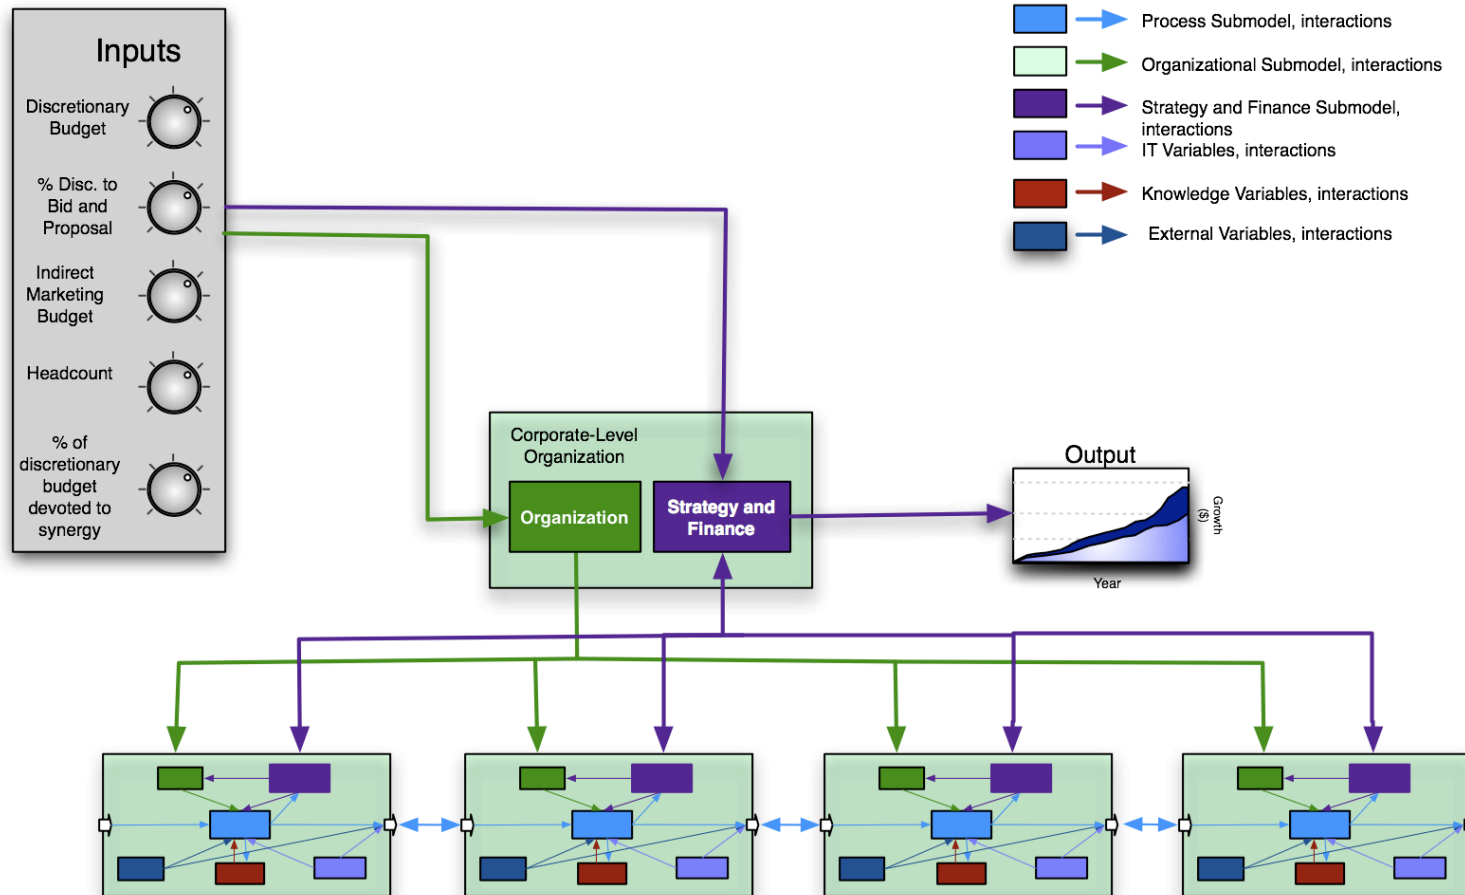 Inputs
Discretionary
Budget
% Disc. to
Bid and
Proposal
Indirect
Marketing
Budget
Headcount
% of
discretionary
budget
devoted to
synergy
Process Submodel, interactions
Organizational Submodel, interactions
Strategy and Finance Submodel,
interactions
IT Variables, interactions
Knowledge Variables, interactions
External Variables, interactions
Corporate-Level
Organization
Organization
Strategy and
Finance
Output
Growth
($)
Year